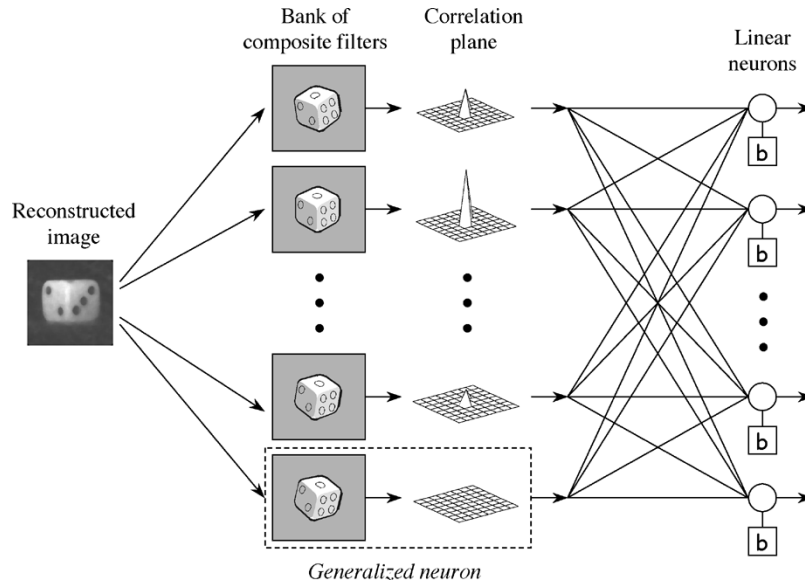 Bank of
composite filters
Correlation
plane
Linear
neurons
Reconstructed
image
b
b
b
b
Generalized neuron